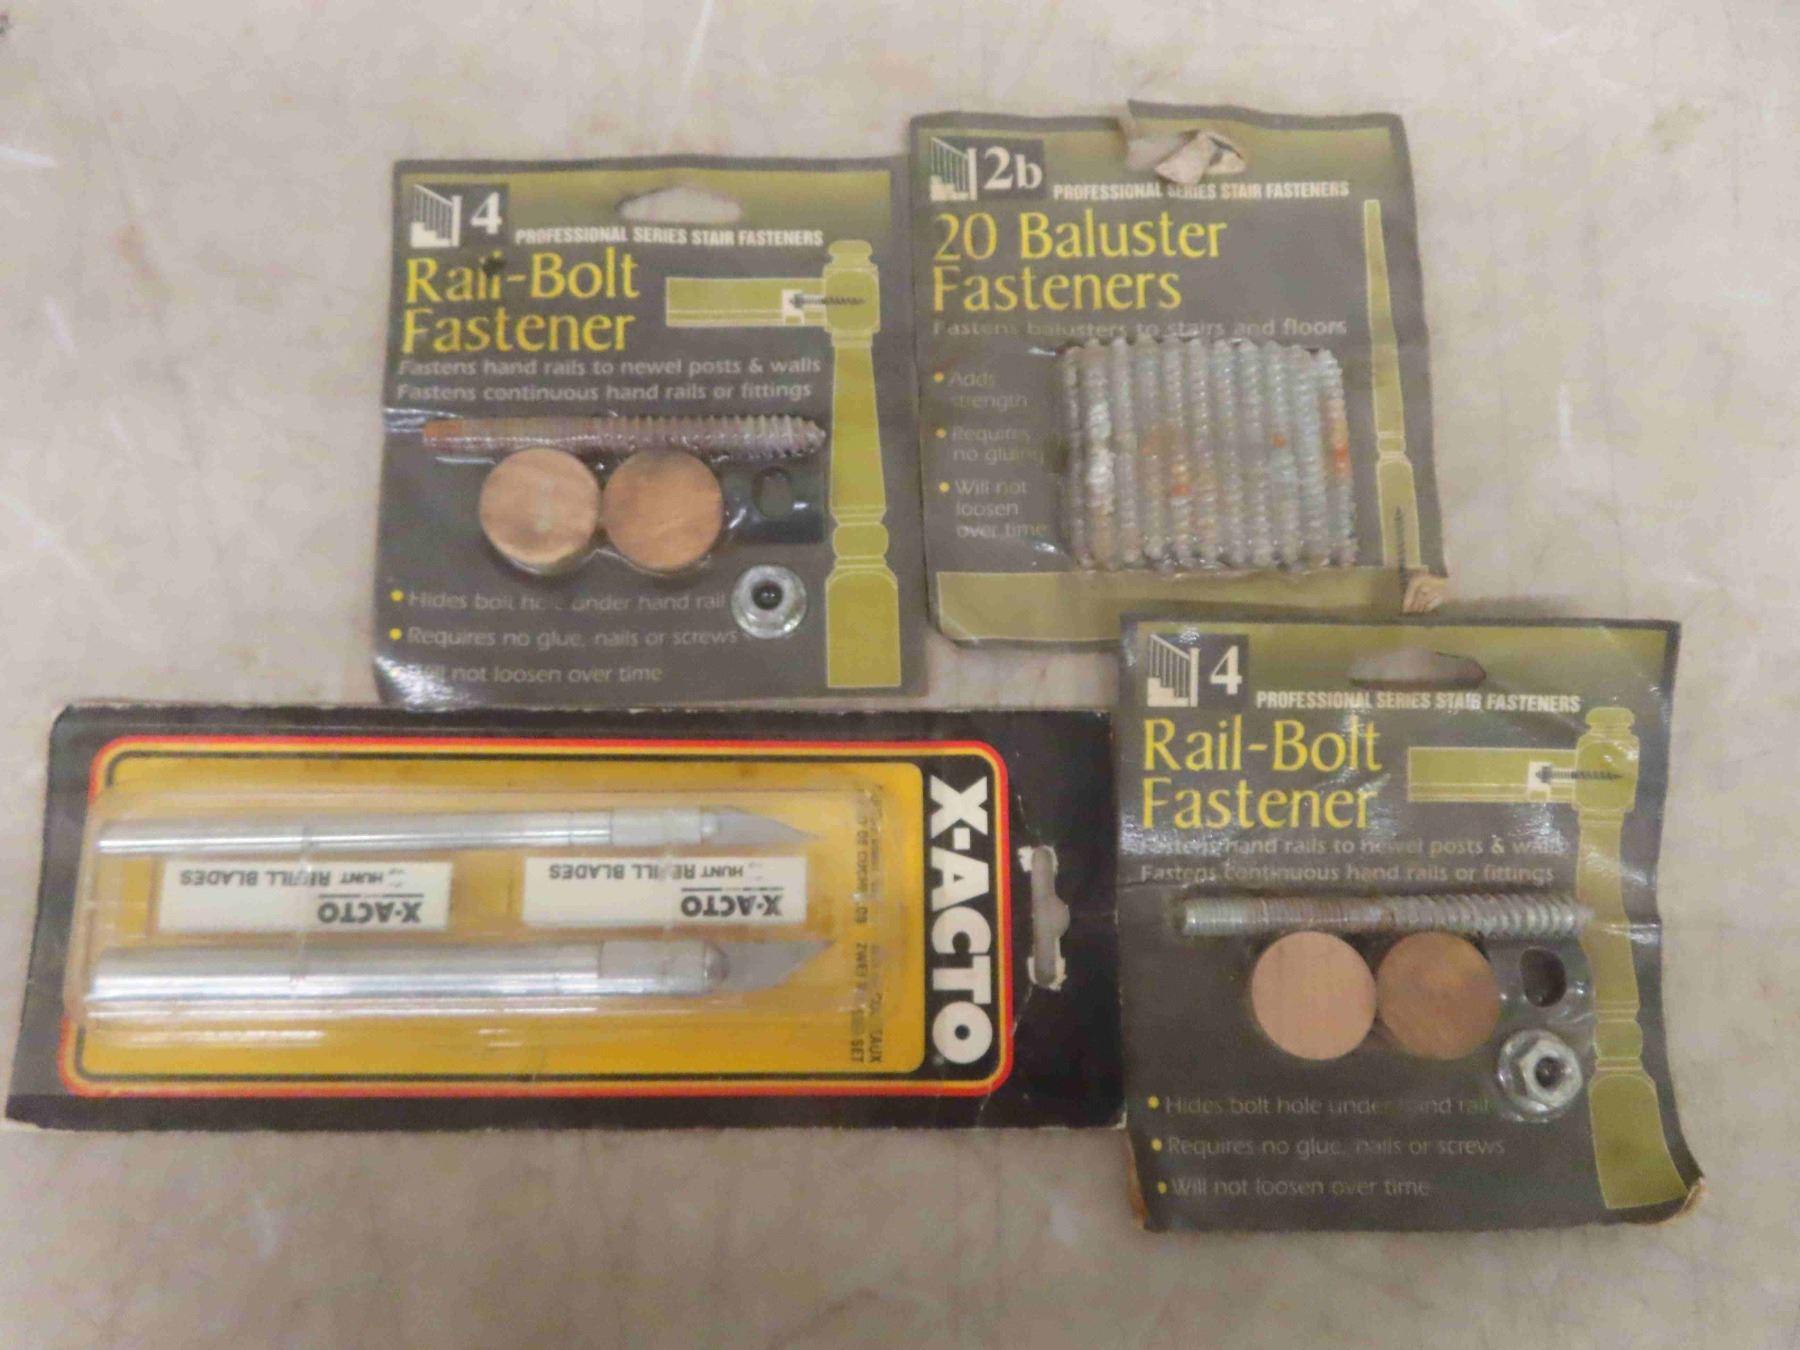 4
PROFESSIONAL SERIES STAIR FASTENERS
Rail-Bolt
Fastener
Fastens hand rails to newel posts & walls
Fastens continuous hand rails or fittings
Hides bolt hole under hand rail
Requires no glue, nails or screws
Will not loosen over time
2b
PROFESSIONAL SERIES STAIR FASTENERS
20 Baluster
Fasteners
Fastens balusters to stairs and floors
Adds
strength
Requires
no gluing
Will not
loosen
over time
X-ACTO
X-ACTO
HUNT REFILL BLADES
X-ACTO
HUNT REFILL BLADES
SET
4
PROFESSIONAL SERIES STAIR FASTENERS
Rail-Bolt
Fastener
Fastens hand rails to newel posts & walls
Fastens continuous hand rails or fittings
Hides bolt hole under hand rail
Requires no glue, nails or screws
Will not loosen over time